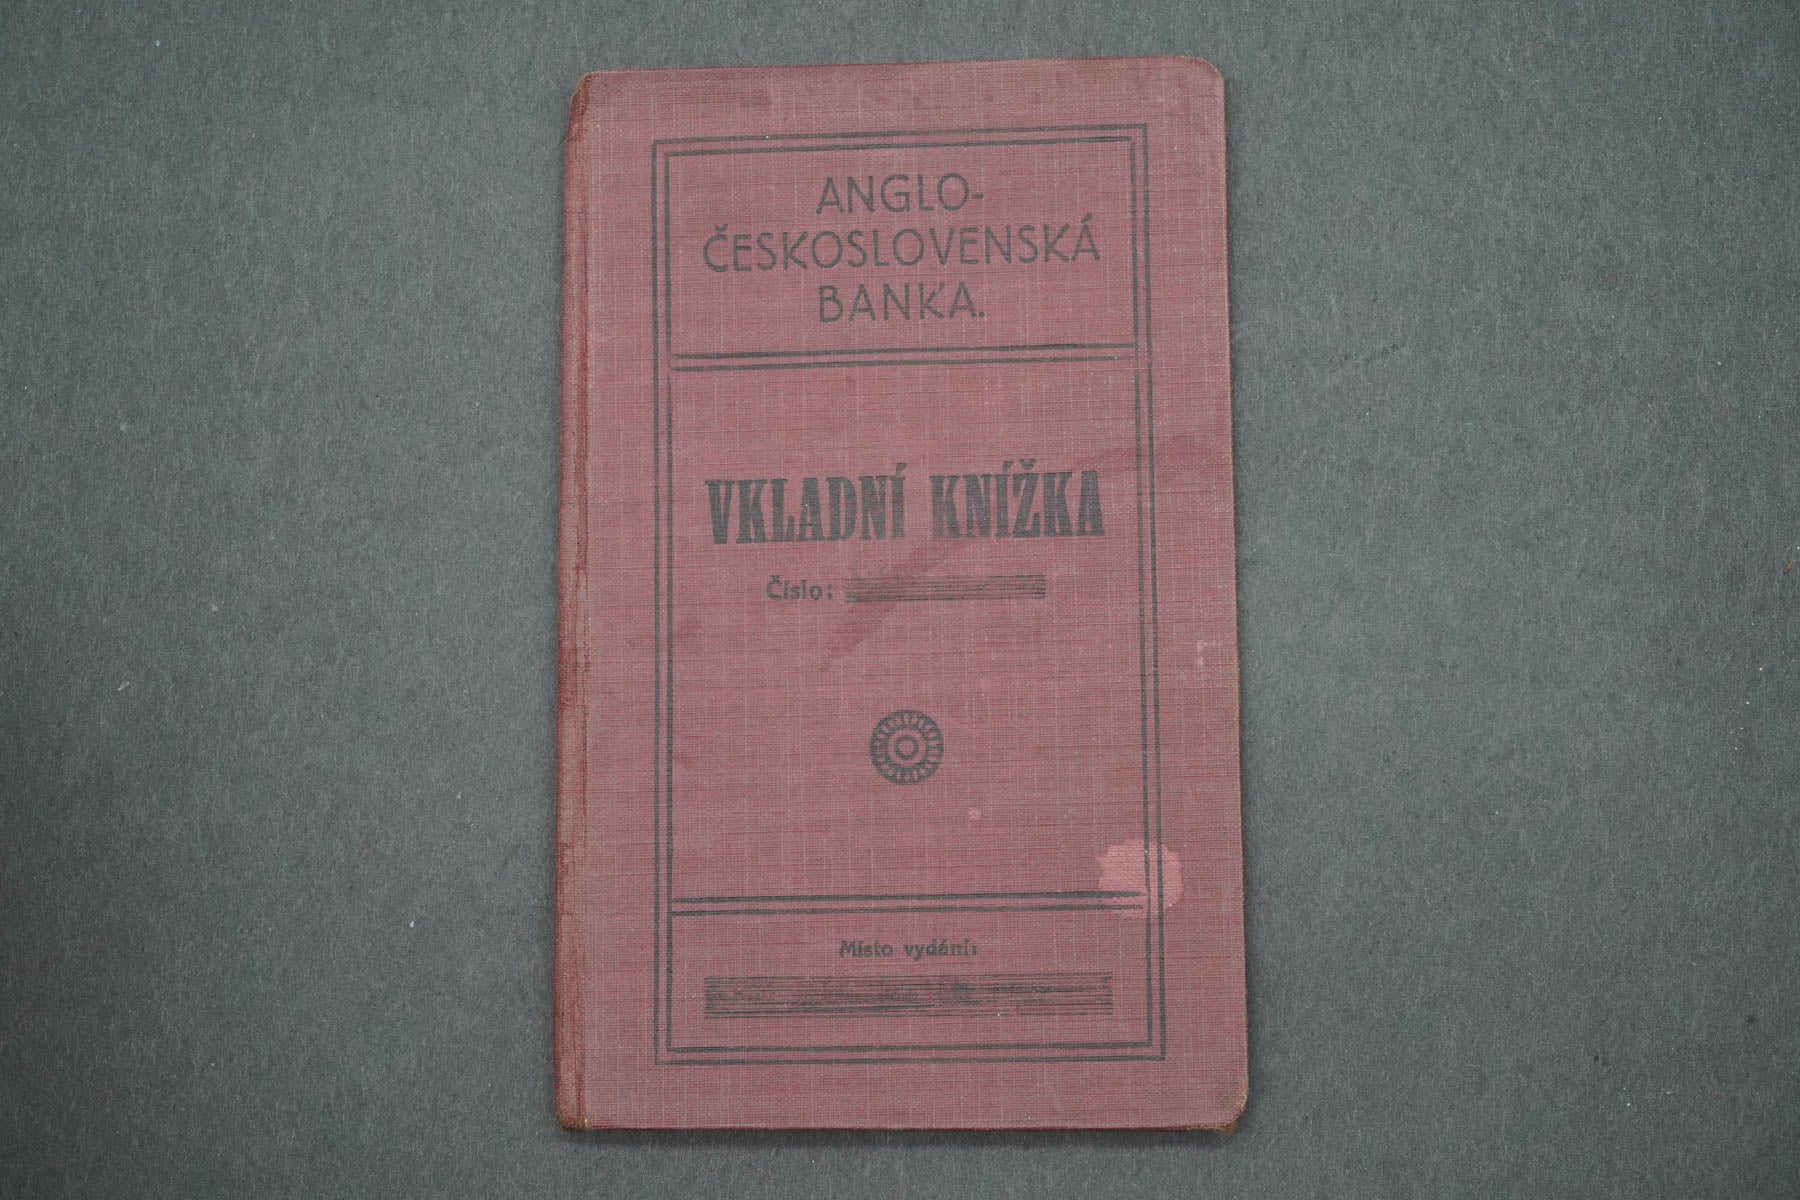 ANGLO-
ČESKOSLOVENSKÁ
BANKA.
VKLADNÍ KNÍŽKA
Číslo:
Místo vydání: